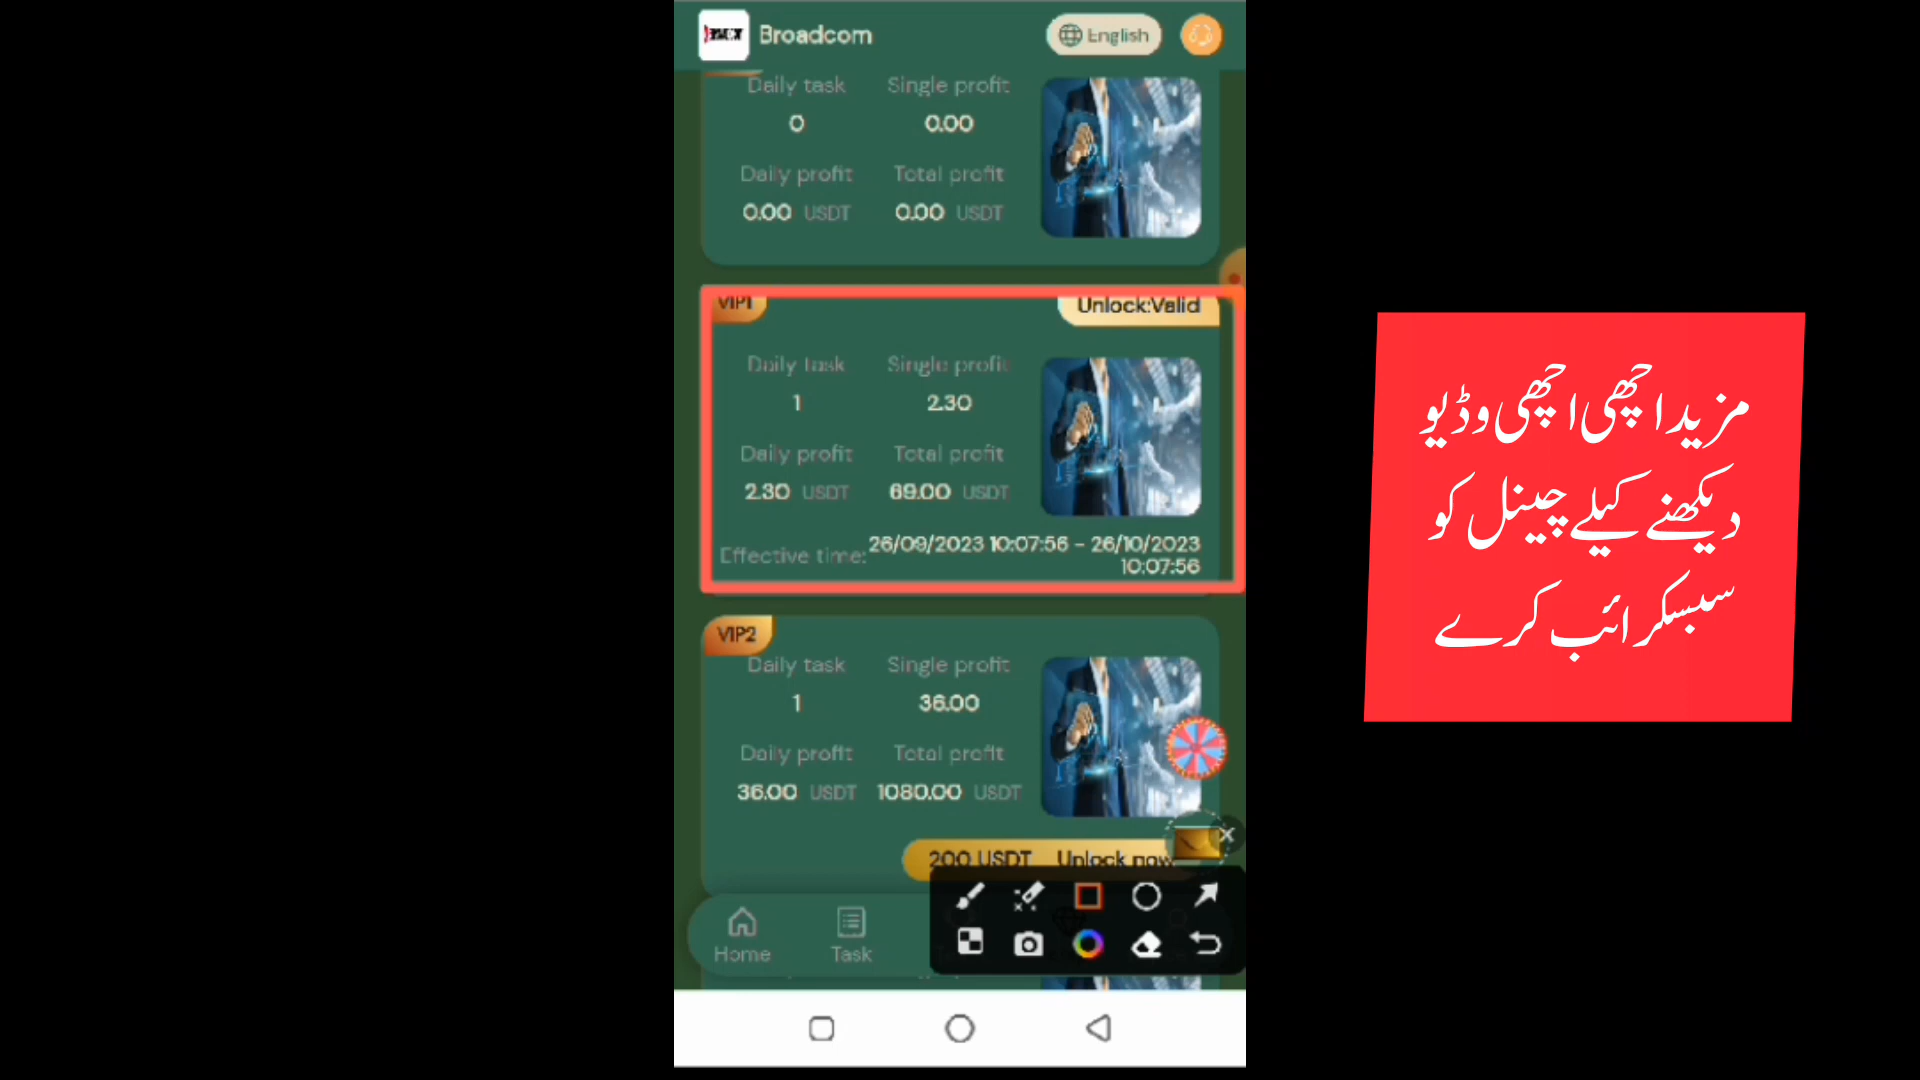 Broadcom
English
Daily task Single profit
0 0.00
Daily profit Total profit
0.00 USDT 0.00 USDT
VIP1 Unlock:Valid
Daily task Single profit
1 2.30
Daily profit Total profit
2.30 USDT 69.00 USDT
Effective time: 26/09/2023 10:07:56 - 26/10/2023
10:07:56
VIP2
Daily task Single profit
1 36.00
Daily profit Total profit
36.00 USDT 1080.00 USDT
200 USDT Unlock now
Home Task
مزید اچھی اچھی وڈیو
دیکھنے کیلے چینل کو
سبسکرائب کرے